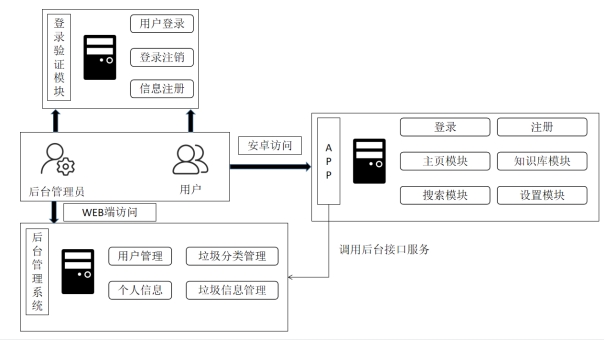 登录验证模块
用户登录
登录注销
信息注册
后台管理员
用户
安卓访问
APP
登录
注册
主页模块
知识库模块
搜索模块
设置模块
WEB端访问
后台管理系统
用户管理
垃圾分类管理
个人信息
垃圾信息管理
调用后台接口服务